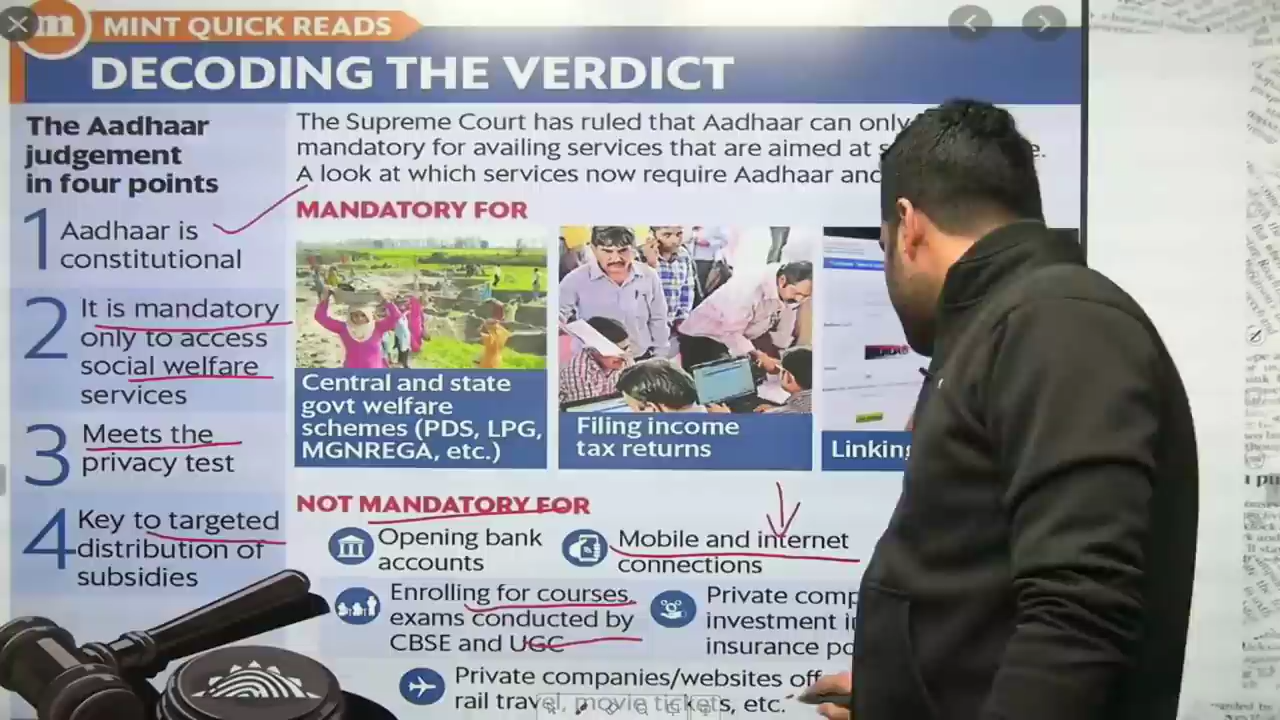 m MINT QUICK READS
DECODING THE VERDICT
The Aadhaar
judgement
in four points
1 Aadhaar is
constitutional
2 It is mandatory
only to access
social welfare
services
3 Meets the
privacy test
4 Key to targeted
distribution of
subsidies
The Supreme Court has ruled that Aadhaar can only
mandatory for availing services that are aimed at
A look at which services now require Aadhaar and
MANDATORY FOR
Central and state
govt welfare
schemes (PDS, LPG,
MGNREGA, etc.)
Filing income
tax returns
Linking
NOT MANDATORY FOR
Opening bank
accounts
Mobile and internet
connections
Enrolling for courses,
exams conducted by
CBSE and UGC
Private
investment
insurance
Private companies/websites
rail travel, movie tickets, etc.